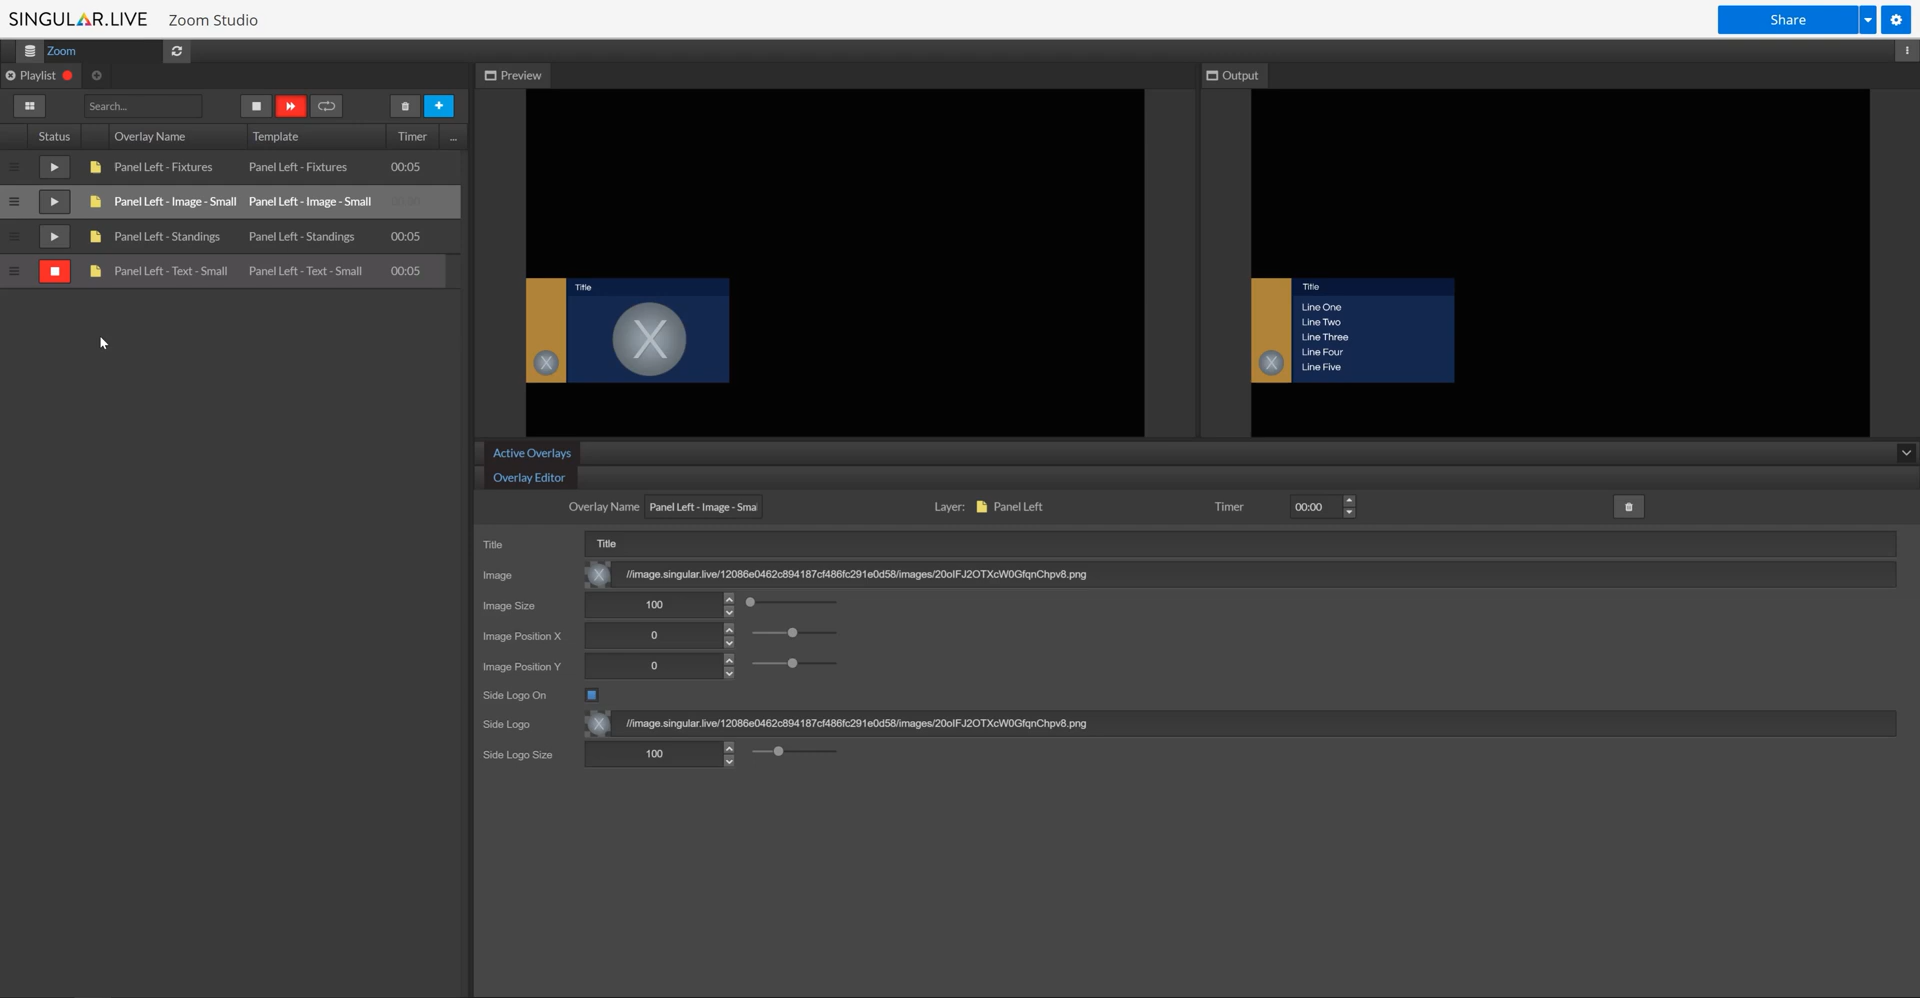 SINGULAR.LIVE Zoom Studio Share
Zoom
Playlist
Preview
Output
Search...
Status Overlay Name Template Timer ...
Panel Left - Fixtures Panel Left - Fixtures 00:05
Panel Left - Image - Small Panel Left - Image - Small
Panel Left - Standings Panel Left - Standings 00:05
Panel Left - Text - Small Panel Left - Text - Small 00:05
Title
X
X
Title
Line One
Line Two
Line Three
Line Four
Line Five
X
Active Overlays
Overlay Editor
Overlay Name Panel Left - Image - Sma Layer: Panel Left Timer 00:00
Title Title
Image //image.singular.live/12086e0462c894187cf486fc291e0d58/images/20oIFJ2OTXcW0GfqnChpv8.png
Image Size 100
Image Position X 0
Image Position Y 0
Side Logo On
Side Logo //image.singular.live/12086e0462c894187cf486fc291e0d58/images/20oIFJ2OTXcW0GfqnChpv8.png
Side Logo Size 100